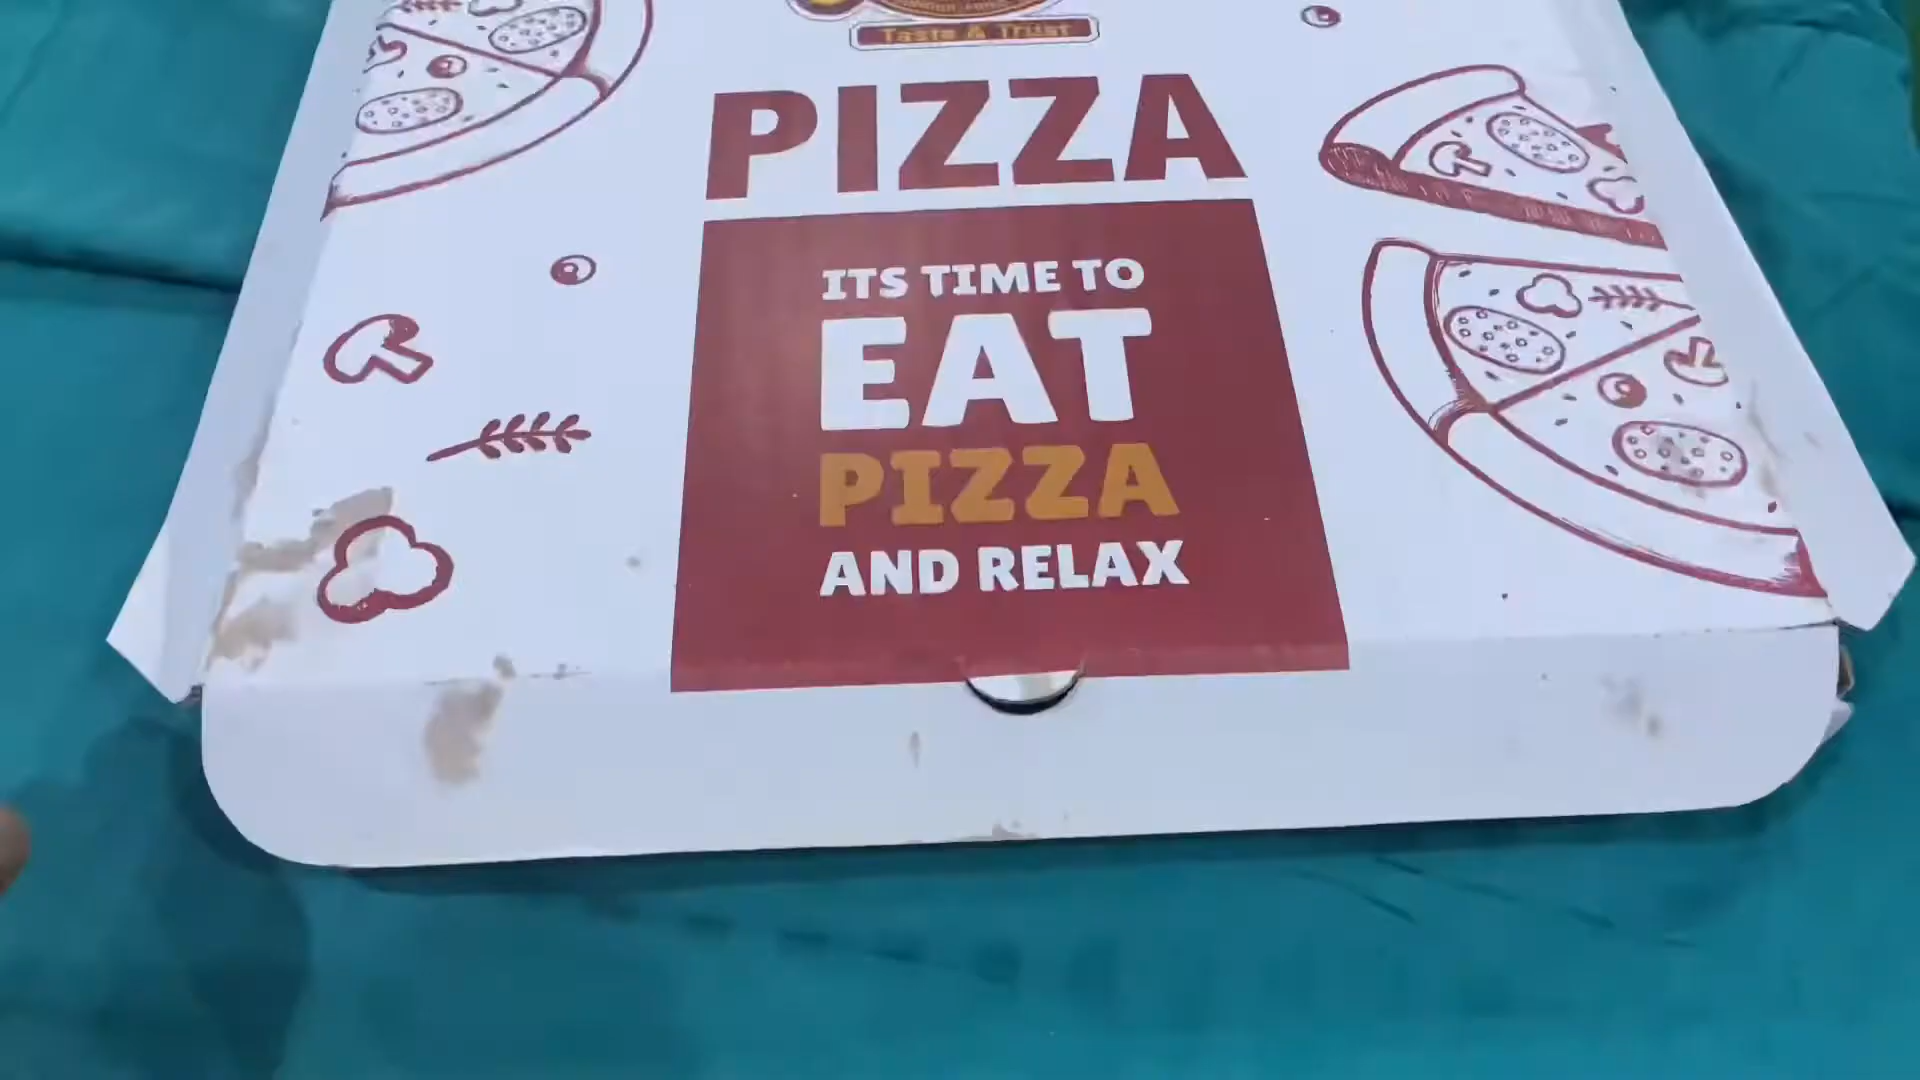 Taste & Trust
PIZZA
ITS TIME TO
EAT
PIZZA
AND RELAX